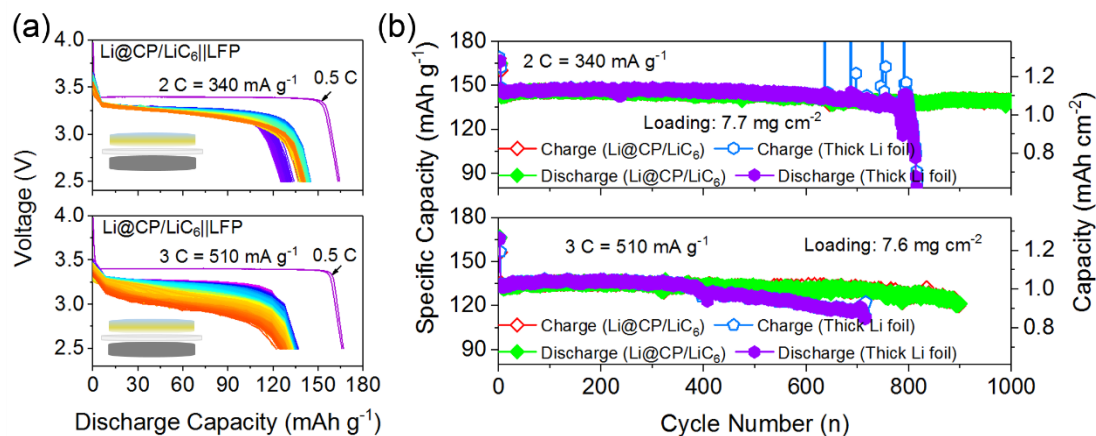 (a)
Li@CP/LiC6||LFP
2 C = 340 mA g-1
0.5 C
4.0
3.5
3.0
2.5
Li@CP/LiC6||LFP
3 C = 510 mA g-1
0.5 C
4.0
3.5
3.0
2.5
Voltage (V)
0 30 60 90 120 150 180
Discharge Capacity (mAh g-1)
(b)
180
150
120
90
2 C = 340 mA g-1
Loading: 7.7 mg cm-2
Charge (Li@CP/LiC6) Charge (Thick Li foil)
Discharge (Li@CP/LiC6) Discharge (Thick Li foil)
1.2
1.0
0.8
180
150
120
90
3 C = 510 mA g-1
Loading: 7.6 mg cm-2
Charge (Li@CP/LiC6) Charge (Thick Li foil)
Discharge (Li@CP/LiC6) Discharge (Thick Li foil)
1.2
1.0
0.8
Specific Capacity (mAh g-1)
Capacity (mAh cm-2)
0 200 400 600 800 1000
Cycle Number (n)